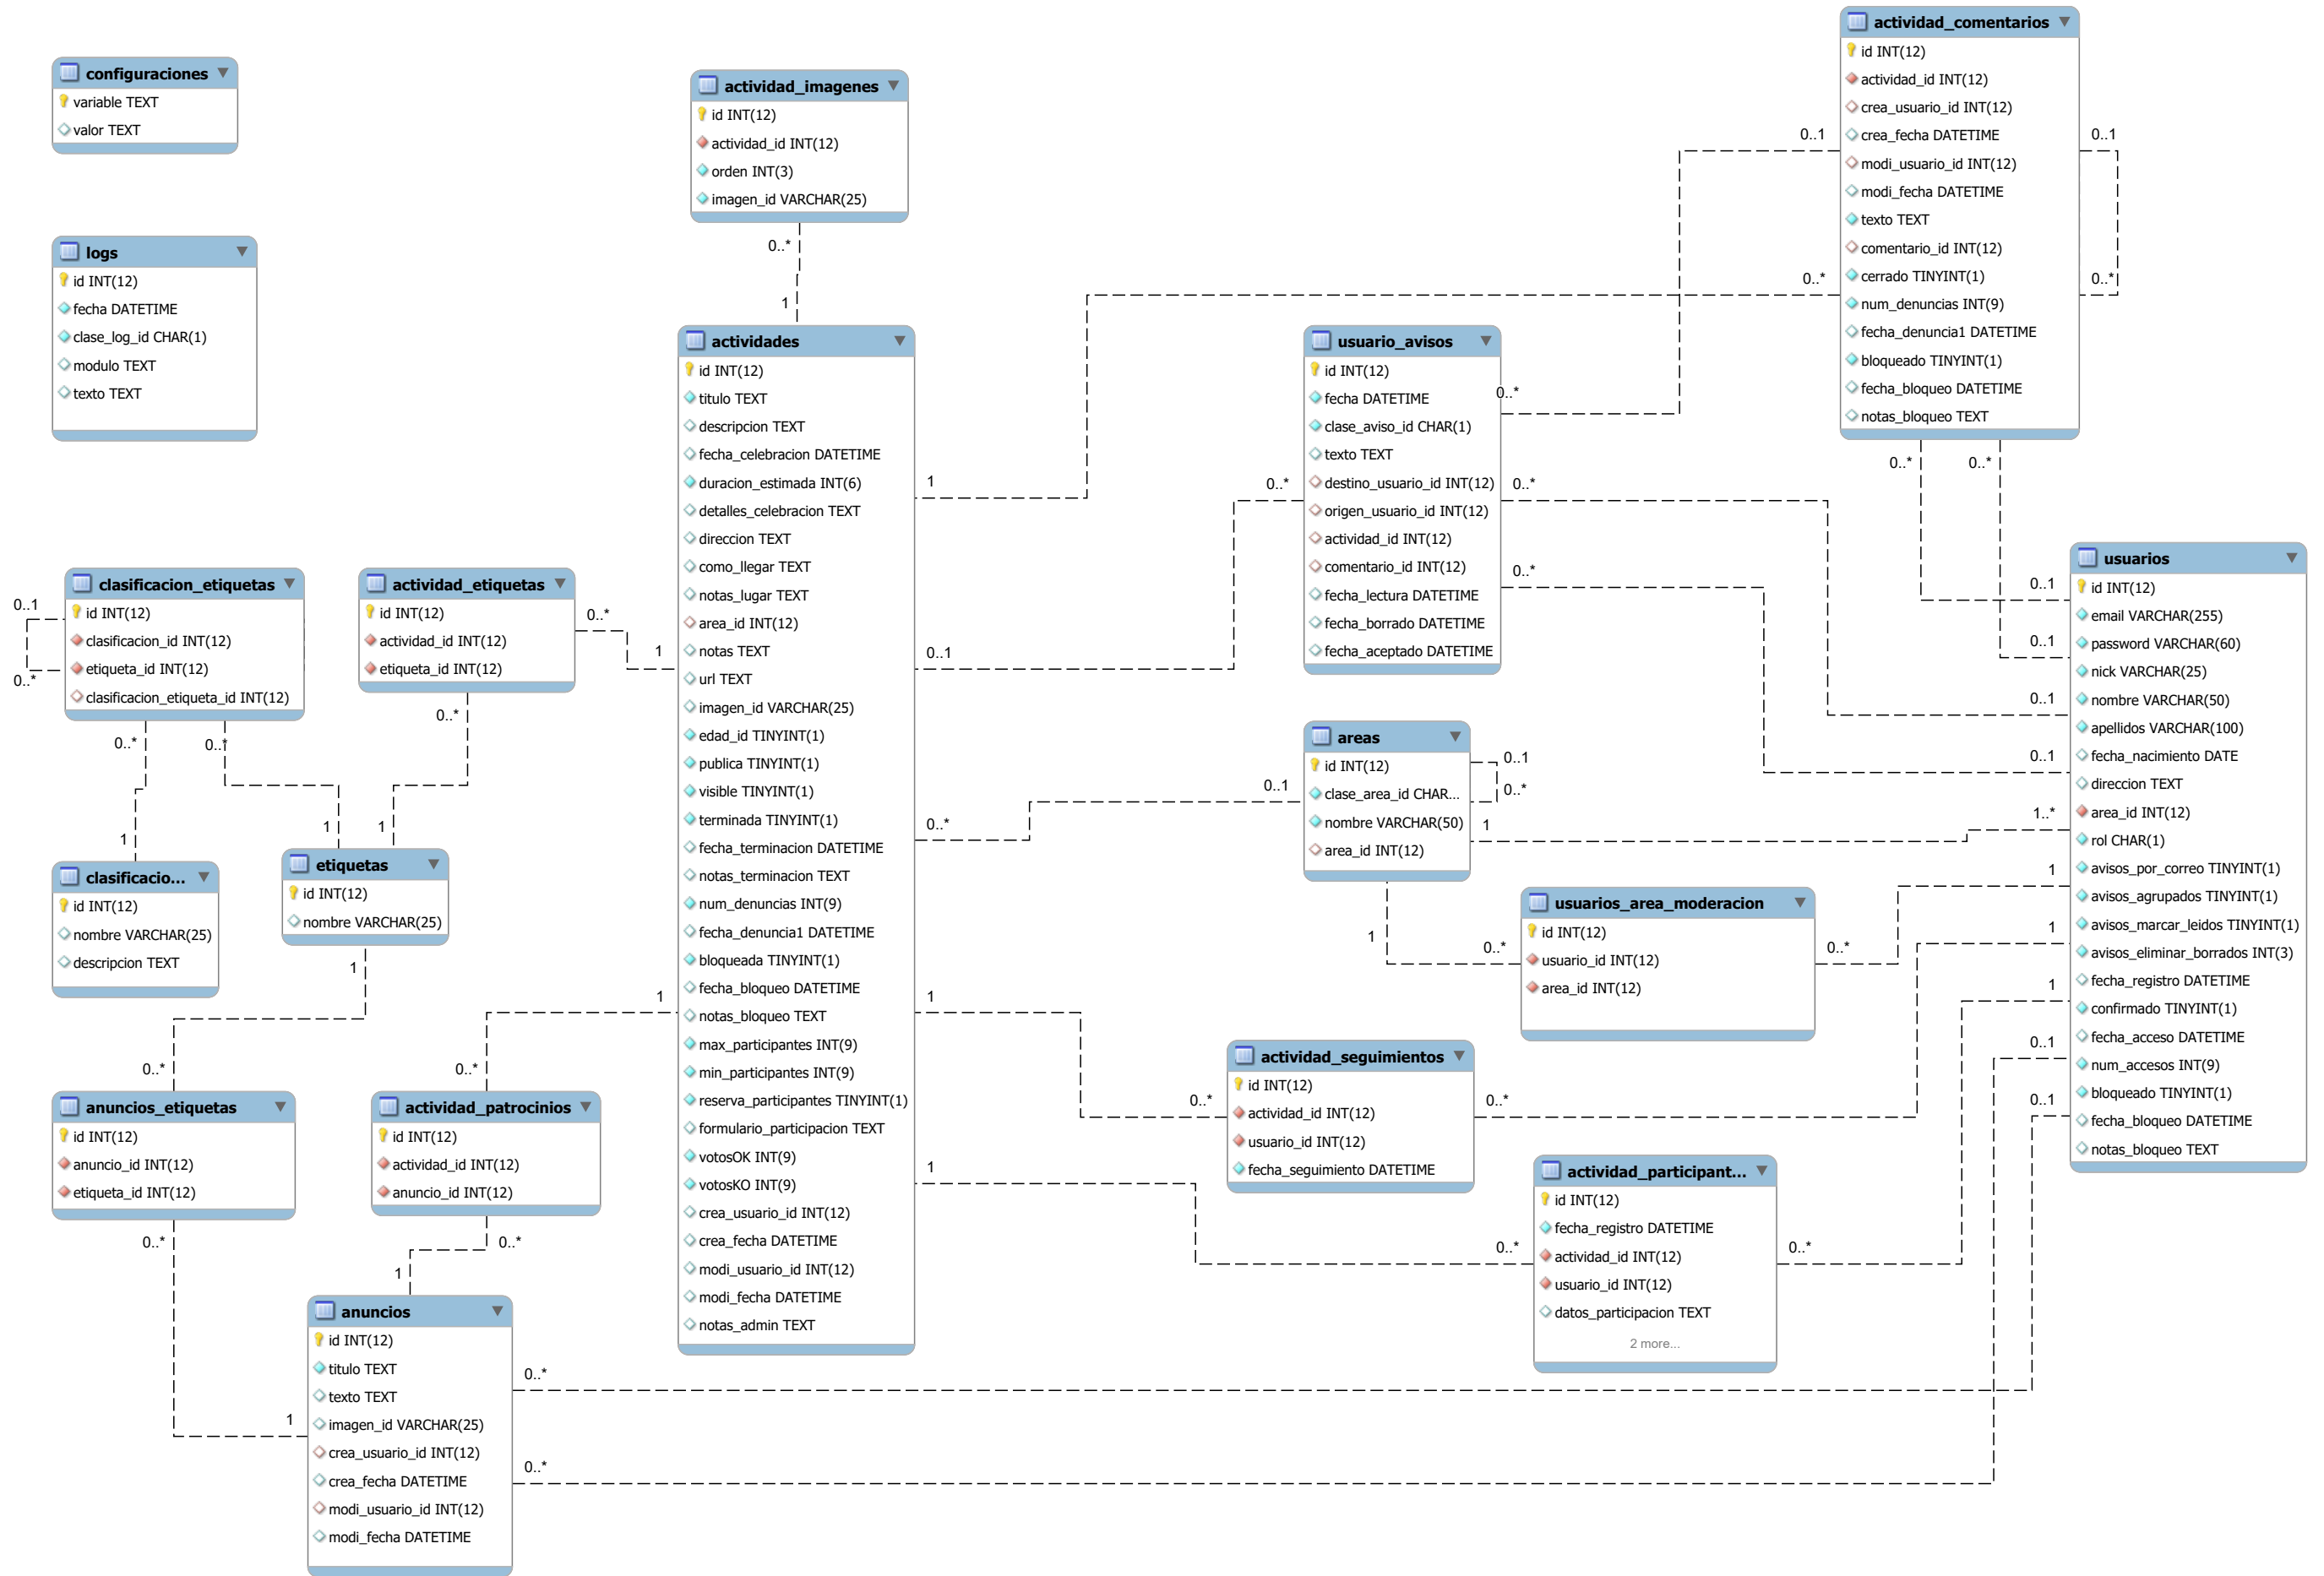 configuraciones
variable TEXT
valor TEXT
logs
id INT(12)
fecha DATETIME
clase_log_id CHAR(1)
modulo TEXT
texto TEXT
actividad_imagenes
id INT(12)
actividad_id INT(12)
orden INT(3)
imagen_id VARCHAR(25)
0..*
1
actividades
id INT(12)
titulo TEXT
descripcion TEXT
fecha_celebracion DATETIME
duracion_estimada INT(6)
detalles_celebracion TEXT
direccion TEXT
como_llegar TEXT
notas_lugar TEXT
area_id INT(12)
notas TEXT
url TEXT
imagen_id VARCHAR(25)
edad_id TINYINT(1)
publica TINYINT(1)
visible TINYINT(1)
terminada TINYINT(1)
fecha_terminacion DATETIME
notas_terminacion TEXT
num_denuncias INT(9)
fecha_denuncia1 DATETIME
bloqueada TINYINT(1)
fecha_bloqueo DATETIME
notas_bloqueo TEXT
max_participantes INT(9)
min_participantes INT(9)
reserva_participantes TINYINT(1)
formulario_participacion TEXT
votosOK INT(9)
votosKO INT(9)
crea_usuario_id INT(12)
crea_fecha DATETIME
modi_usuario_id INT(12)
modi_fecha DATETIME
notas_admin TEXT
1
0..1
0..*
1
1
1
1
actividad_comentarios
id INT(12)
actividad_id INT(12)
crea_usuario_id INT(12)
crea_fecha DATETIME
modi_usuario_id INT(12)
modi_fecha DATETIME
texto TEXT
comentario_id INT(12)
cerrado TINYINT(1)
num_denuncias INT(9)
fecha_denuncia1 DATETIME
bloqueado TINYINT(1)
fecha_bloqueo DATETIME
notas_bloqueo TEXT
0..1
0..1
0..*
0..*
0..*
0..*
usuario_avisos
id INT(12)
fecha DATETIME
clase_aviso_id CHAR(1)
texto TEXT
destino_usuario_id INT(12)
origen_usuario_id INT(12)
actividad_id INT(12)
comentario_id INT(12)
fecha_lectura DATETIME
fecha_borrado DATETIME
fecha_aceptado DATETIME
0..*
0..*
0..*
0..*
usuarios
id INT(12)
email VARCHAR(255)
password VARCHAR(60)
nick VARCHAR(25)
nombre VARCHAR(50)
apellidos VARCHAR(100)
fecha_nacimiento DATE
direccion TEXT
area_id INT(12)
rol CHAR(1)
avisos_por_correo TINYINT(1)
avisos_agrupados TINYINT(1)
avisos_marcar_leidos TINYINT(1)
avisos_eliminar_borrados INT(3)
fecha_registro DATETIME
confirmado TINYINT(1)
fecha_acceso DATETIME
num_accesos INT(9)
bloqueado TINYINT(1)
fecha_bloqueo DATETIME
notas_bloqueo TEXT
0..1
0..1
0..1
0..1
1..*
1
1
1
0..1
0..1
clasificacion_etiquetas
id INT(12)
clasificacion_id INT(12)
etiqueta_id INT(12)
clasificacion_etiqueta_id INT(12)
0..1
0..*
0..*
0..*
actividad_etiquetas
id INT(12)
actividad_id INT(12)
etiqueta_id INT(12)
0..*
0..*
areas
id INT(12)
clase_area_id CHAR...
nombre VARCHAR(50)
area_id INT(12)
0..1
0..1
0..*
1
1
clasificacio...
id INT(12)
nombre VARCHAR(25)
descripcion TEXT
1
etiquetas
id INT(12)
nombre VARCHAR(25)
1
1
1
usuarios_area_moderacion
id INT(12)
usuario_id INT(12)
area_id INT(12)
0..*
0..*
actividad_seguimientos
id INT(12)
actividad_id INT(12)
usuario_id INT(12)
fecha_seguimiento DATETIME
0..*
0..*
actividad_participant...
id INT(12)
fecha_registro DATETIME
actividad_id INT(12)
usuario_id INT(12)
datos_participacion TEXT
2 more...
0..*
0..*
anuncios_etiquetas
id INT(12)
anuncio_id INT(12)
etiqueta_id INT(12)
0..*
0..*
actividad_patrocinios
id INT(12)
actividad_id INT(12)
anuncio_id INT(12)
0..*
0..*
anuncios
id INT(12)
titulo TEXT
texto TEXT
imagen_id VARCHAR(25)
crea_usuario_id INT(12)
crea_fecha DATETIME
modi_usuario_id INT(12)
modi_fecha DATETIME
1
1
0..*
0..*